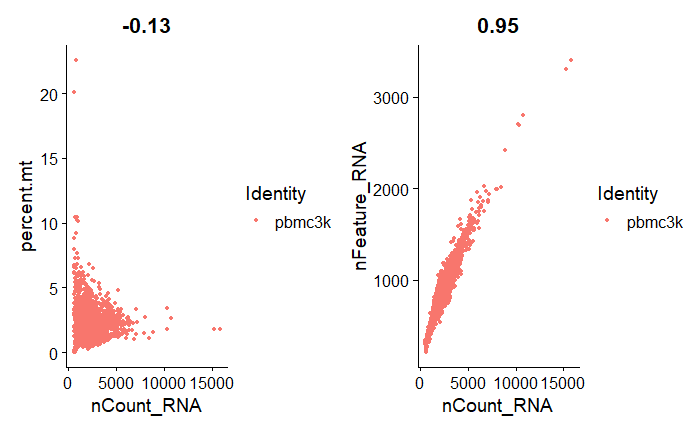 -0.13
percent.mt
20
15
10
5
0
0
5000
10000
15000
nCount_RNA
Identity
pbmc3k
0.95
nFeature_RNA
3000
2000
1000
0
5000
10000
15000
nCount_RNA
Identity
pbmc3k